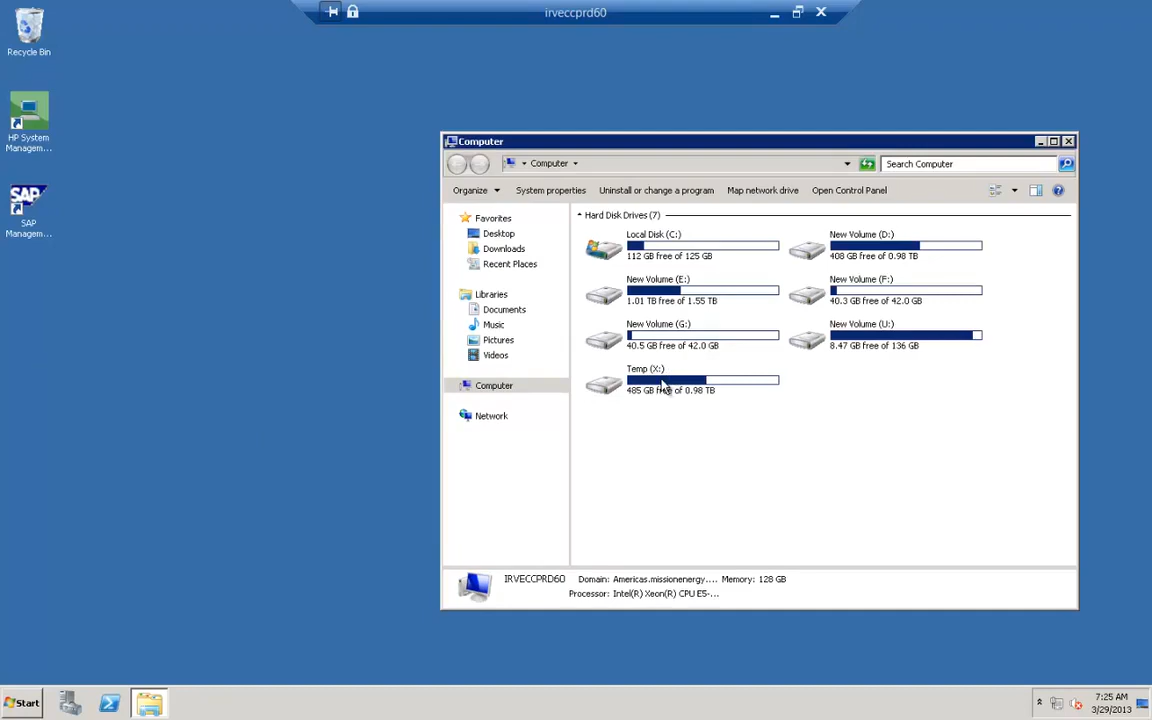 irveccprd60
Recycle Bin
HP System
Managem...
SAP
SAP
Managem...
Computer
Computer
Search Computer
Organize
System properties
Uninstall or change a program
Map network drive
Open Control Panel
Favorites
Desktop
Downloads
Recent Places
Libraries
Documents
Music
Pictures
Videos
Computer
Network
Hard Disk Drives (7)
Local Disk (C:)
112 GB free of 125 GB
New Volume (D:)
408 GB free of 0.98 TB
New Volume (E:)
1.01 TB free of 1.55 TB
New Volume (F:)
40.3 GB free of 42.0 GB
New Volume (G:)
40.5 GB free of 42.0 GB
New Volume (U:)
8.47 GB free of 136 GB
Temp (X:)
485 GB free of 0.98 TB
IRVECCPRD60 Domain: Americas.missionenergy.... Memory: 128 GB
Processor: Intel(R) Xeon(R) CPU E5-...
Start
7:25 AM
3/29/2013